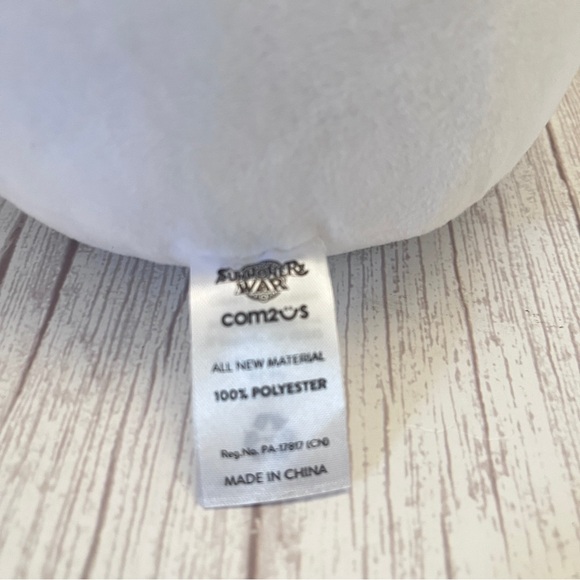 SUMMONERS
WAR
com2us
ALL NEW MATERIAL
100% POLYESTER
Reg.No. PA-17817 (CN)
MADE IN CHINA